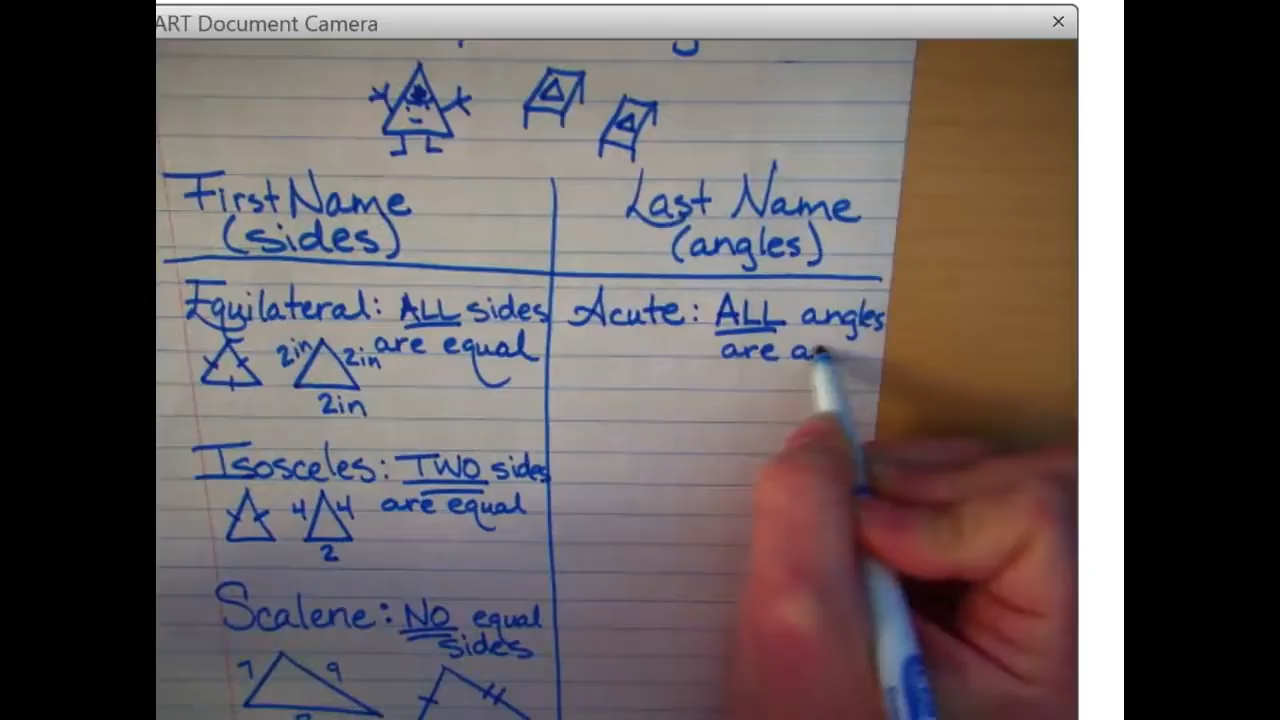 ART Document Camera
First Name
(sides)
Last Name
(angles)
Equilateral: ALL sides
are equal
2in 2in
2in
Isosceles: TWO sides
are equal
4 4
2
Scalene: NO equal
sides
7 9
Acute: ALL angles
are